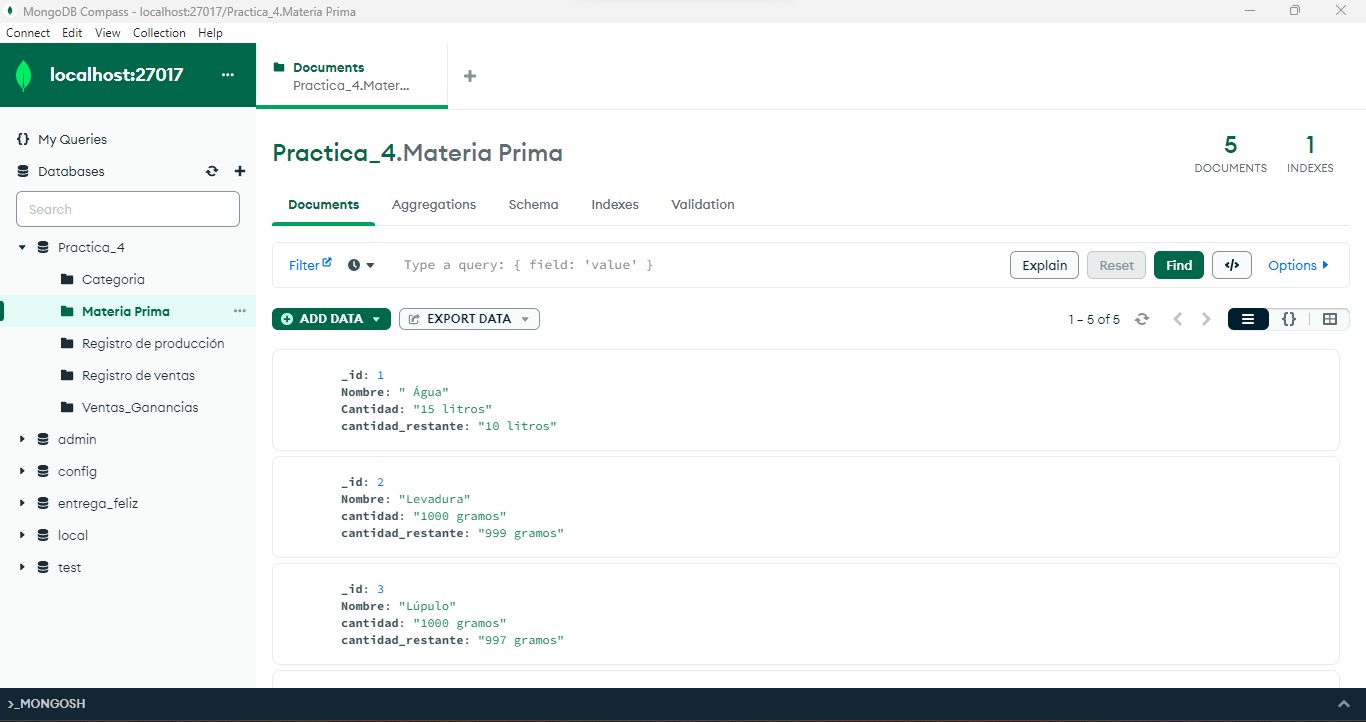 MongoDB Compass - localhost:27017/Practica_4.Materia Prima
Connect Edit View Collection Help
localhost:27017
Documents
Practica_4.Mater...
{} My Queries
Databases
Search
Practica_4
Categoria
Materia Prima
Registro de producción
Registro de ventas
Ventas_Ganancias
admin
config
entrega_feliz
local
test
Practica_4.Materia Prima
5
DOCUMENTS
1
INDEXES
Documents Aggregations Schema Indexes Validation
Filter Type a query: { field: 'value' } Explain Reset Find </> Options
ADD DATA EXPORT DATA 1 – 5 of 5 {}
_id: 1
Nombre: " Água"
Cantidad: "15 litros"
cantidad_restante: "10 litros"
_id: 2
Nombre: "Levadura"
cantidad: "1000 gramos"
cantidad_restante: "999 gramos"
_id: 3
Nombre: "Lúpulo"
cantidad: "1000 gramos"
cantidad_restante: "997 gramos"
>_MONGOSH